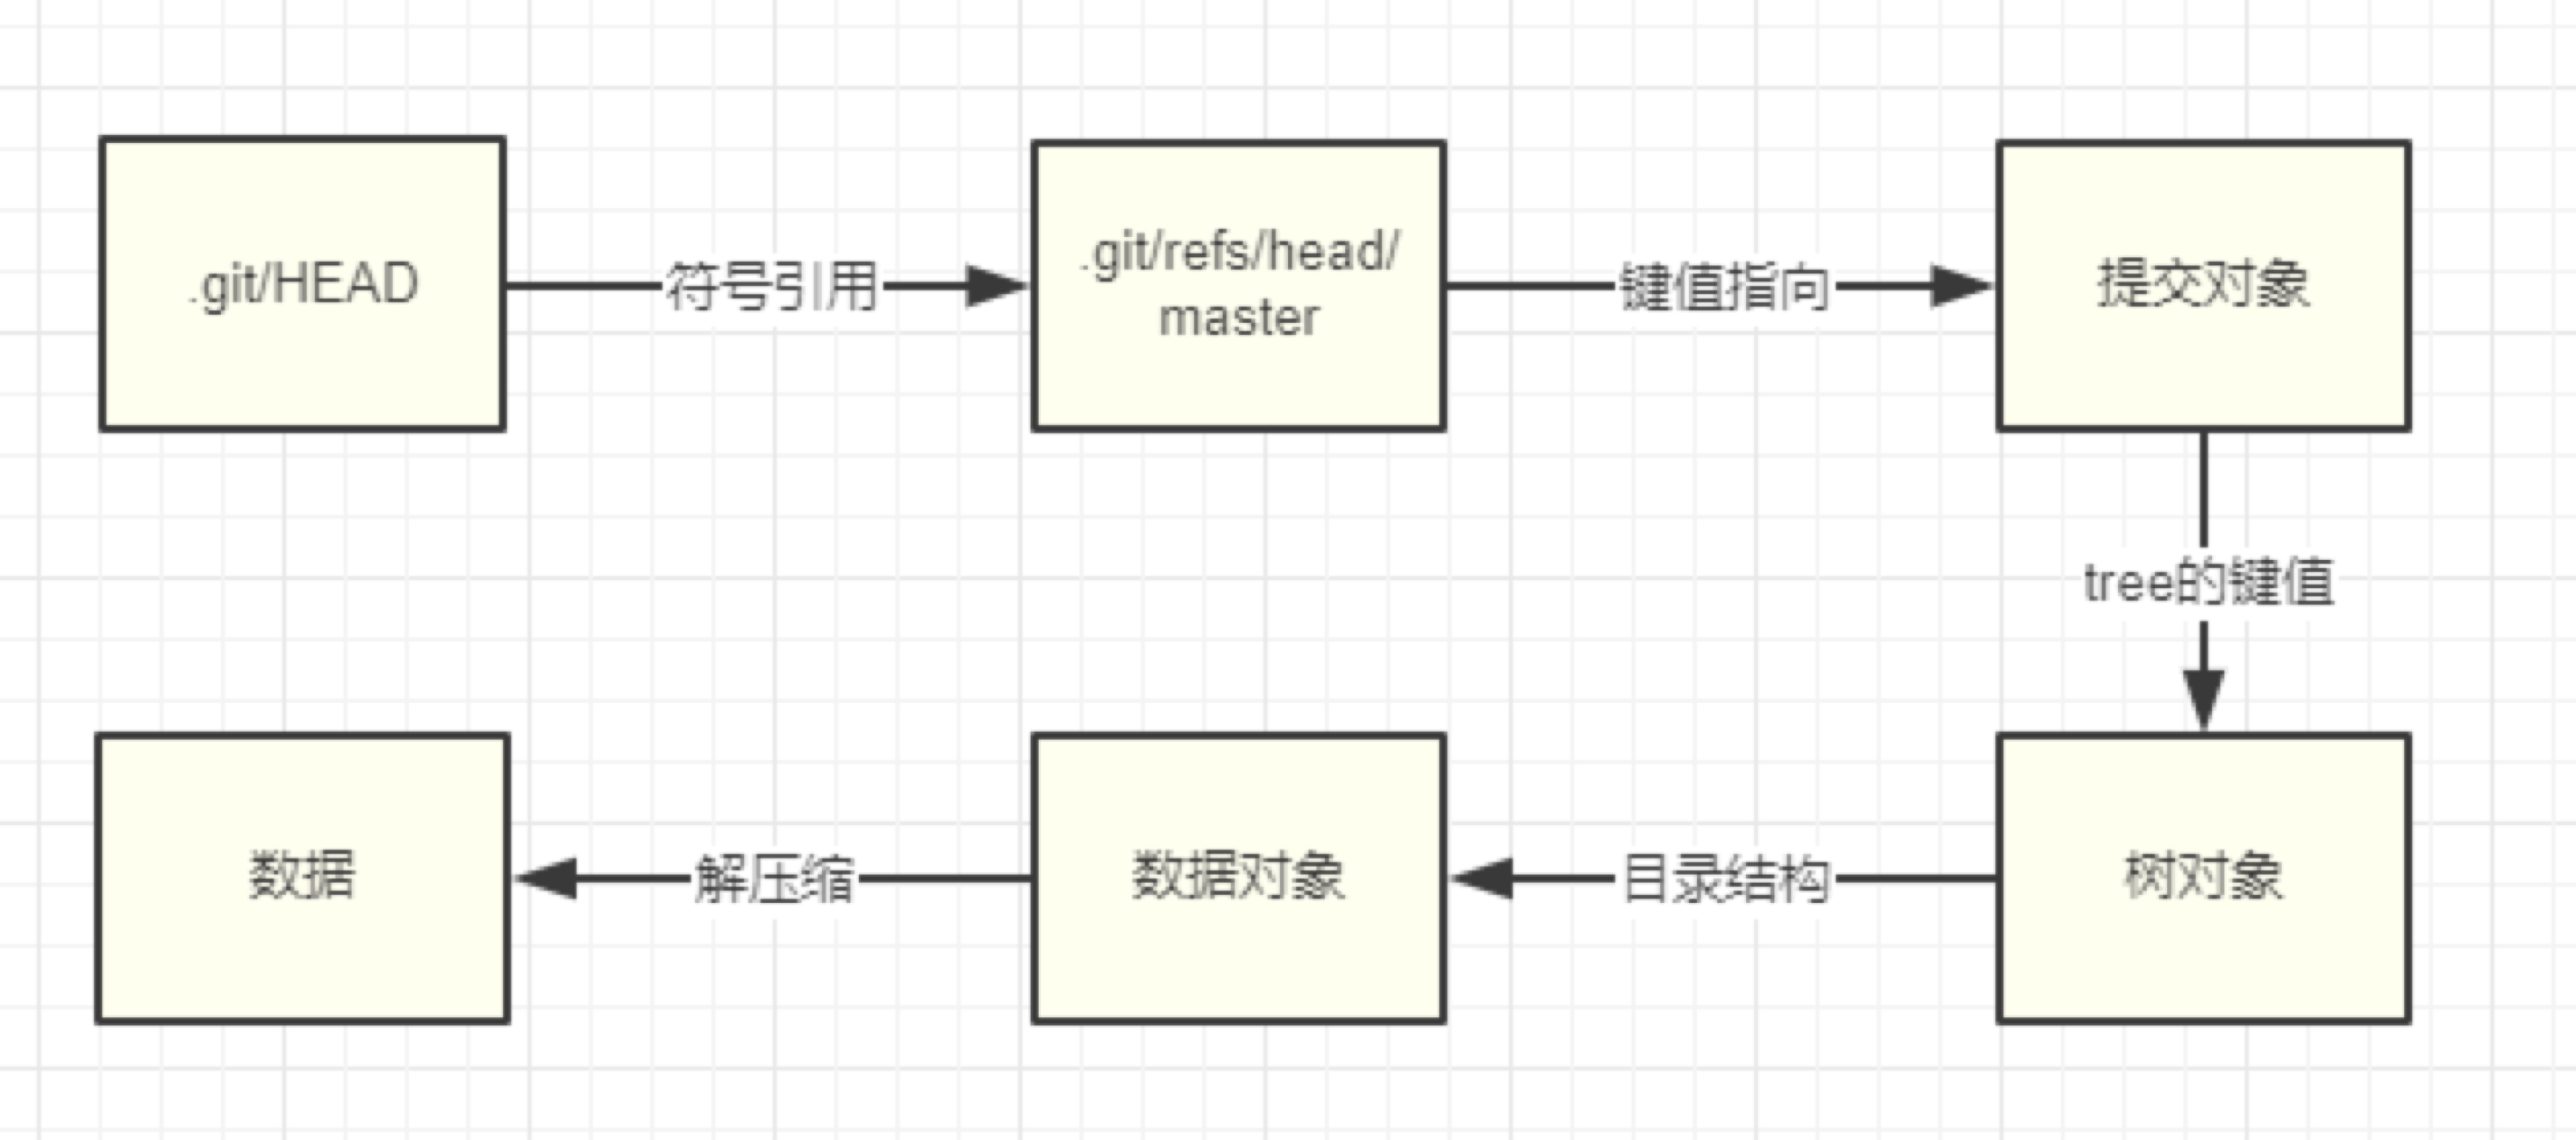 .git/HEAD
符号引用
.git/refs/head/
master
键值指向
提交对象
tree的键值
树对象
目录结构
数据对象
解压缩
数据